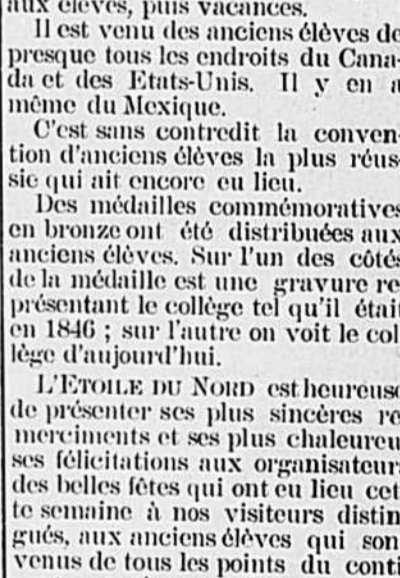 aux élèves, puis vacances.
Il est venu des anciens élèves de
presque tous les endroits du Cana-
da et des Etats-Unis. Il y en a
même du Mexique.
C'est sans contredit la conven-
tion d'anciens élèves la plus réus-
sie qui ait encore eu lieu.
Des médailles commémoratives
en bronze ont été distribuées aux
anciens élèves. Sur l'un des côtés
de la médaille est une gravure re
présentant le collège tel qu'il était
en 1846 ; sur l'autre on voit le col
lège d'aujourd'hui.
L'ETOILE DU NORD est heureuse
de présenter ses plus sincères re
merciments et ses plus chaleureu
ses félicitations aux organisateurs
des belles fêtes qui ont eu lieu cet
te semaine à nos visiteurs distin
gués, aux anciens élèves qui son
venus de tous les points du conti